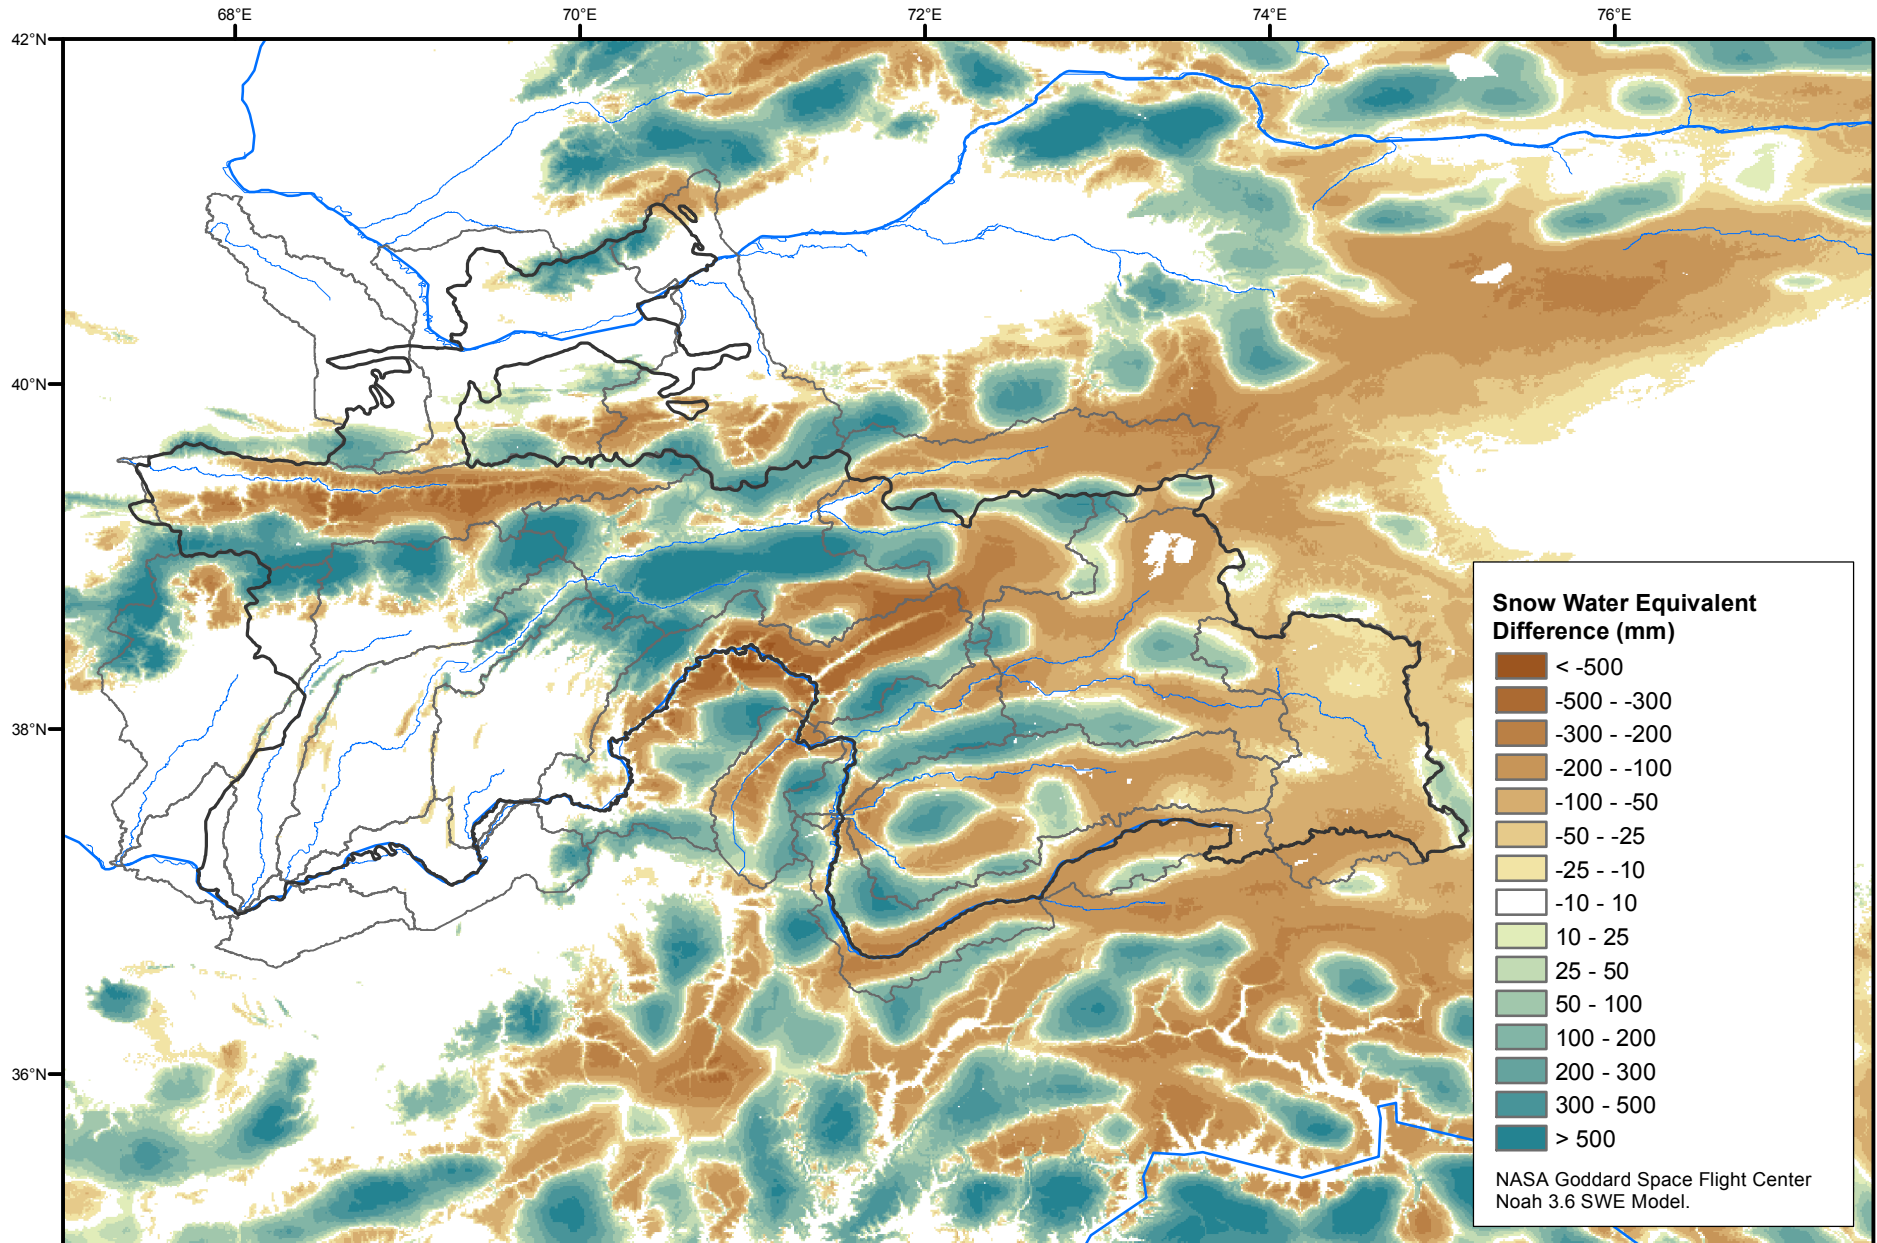 68°E 70°E 72°E 74°E 76°E
42°N
40°N
38°N
36°N
Snow Water Equivalent
Difference (mm)
< -500
-500 - -300
-300 - -200
-200 - -100
-100 - -50
-50 - -25
-25 - -10
-10 - 10
10 - 25
25 - 50
50 - 100
100 - 200
200 - 300
300 - 500
> 500
NASA Goddard Space Flight Center
Noah 3.6 SWE Model.